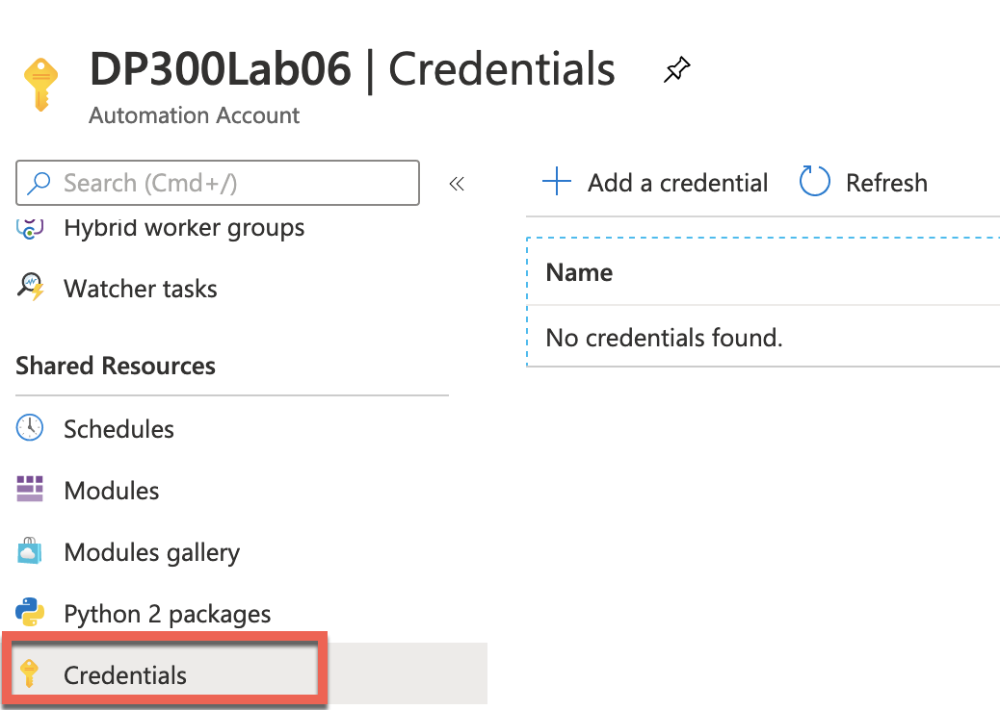 DP300Lab06 | Credentials
Automation Account
Search (Cmd+/)
«
Hybrid worker groups
Watcher tasks
Shared Resources
Schedules
Modules
Modules gallery
Python 2 packages
Credentials
Add a credential
Refresh
Name
No credentials found.